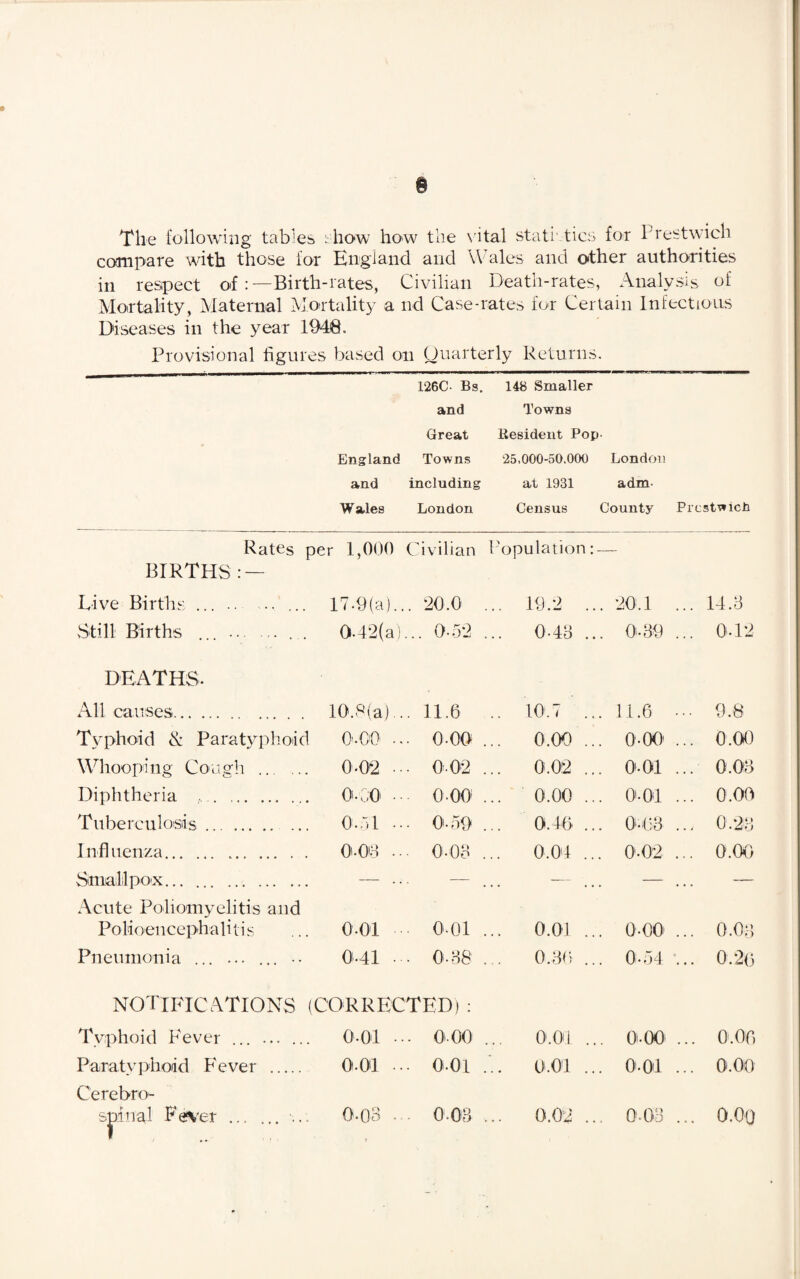 8
The following tables show how the vital statistics for Prestwich
compare with those for England and Wales and other authorities
in respect of :—Birth-rates, Civilian Death-rates, Analysis of
Mortality, Maternal Mortality a nd Case-rates for Certain Infectious
Diseases in the year 1948.
Provisional figures based on Quarterly Returns.
126C. Bs. 148 Smaller
and Towns
Great Resident Pop-
England Towns 25,000-50,000 London
and including at 1931 adm-
Wales London Census County Prestwich
Rates per 1,000 Civilian Population:—
BIRTHS :—
Live Births ... ... ... ... 17.9(a)... 20.0 ... 19.2 ... 20.1 ... 14.3
Still Births ... ... ... ... 0.42(a)... 0.52 ... 0.43 ... 0.39 ... 0.12
DEATHS.
All causes... ... ... ... ... 10.8(a)... 11.6 ... 10.7 ... 11.6 ... 9.8
Typhoid & Paratyphoid 0.00 ... 0.00 ... 0.00 ... 0.00 ... 0.00
Whooping Cough ... ... 0.02 ... 0.02 ... 0.02 ... 0.01 ... 0.03
Diphtheria ... ... ... ... 0.00 ... 0.00 ... 0.00 ... 0.01 ... 0.00
Tuberculosis ... ... ... ... 0.51 ... 0.59 ... 0.46 ... 0.63 ... 0.23
Influenza... ... ... ... ... 0.03 ... 0.03 ... 0.04 ... 0.02 ... 0.00
Smallpox... ... ... ... ... — ... — ... — ... — ... —
Acute Poliomyelitis and
Polioencephalitis ... 0.01 ... 0.01 ... 0.01 ... 0.00 ... 0.03
Pneumonia ... ... ... ... 0.41 ... 0.38 ... 0.36 ... 0.54 ... 0.26
NOTIFICATIONS (CORRECTED) :
Typhoid Fever ... ... ... 0.01 ... 0.00 ... 0.01 ... 0.00 ... 0.06
Paratyphoid Fever ..... 0.01 ... 0.01 ... 0.01 ... 0.01 ... 0.00
Cerebro-
spinal Fever ... ... ... 0.03 ... 0.03 ... 0.02 ... 0.03 ... 0.00